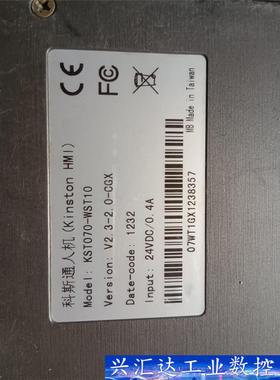 科斯通人机(Kinston HMI)
Model: KST070-WST10
Version: V2.3-2.0-CGX
Date-code: 1232
Input: 24VDC/0.4A
CE FC
07WT1GX1238357
MB Made in Taiwan
兴汇达工业数控